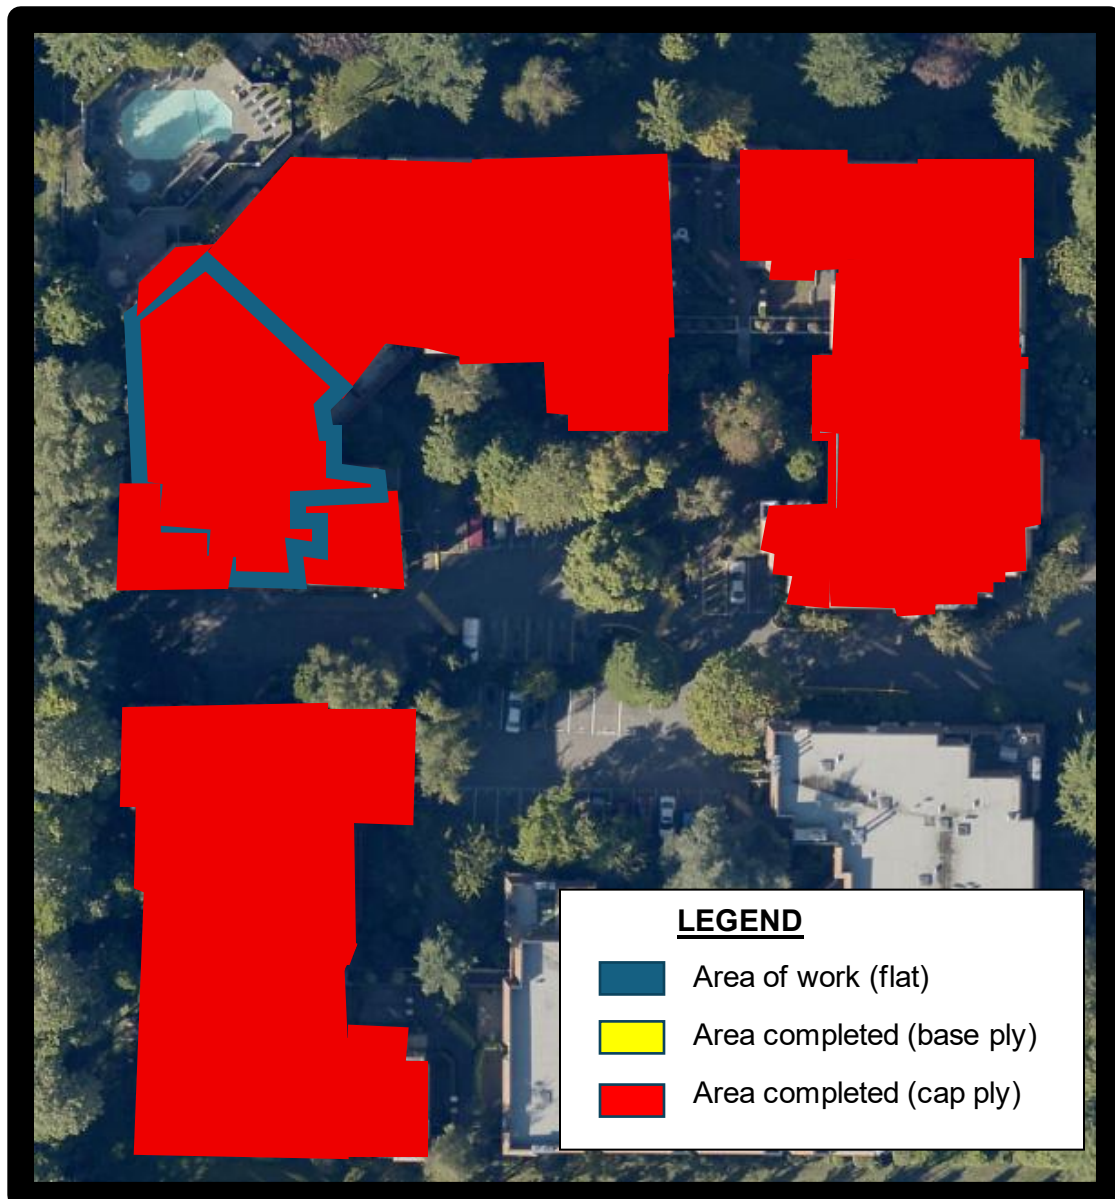 LEGEND
Area of work (flat)
Area completed (base ply)
Area completed (cap ply)